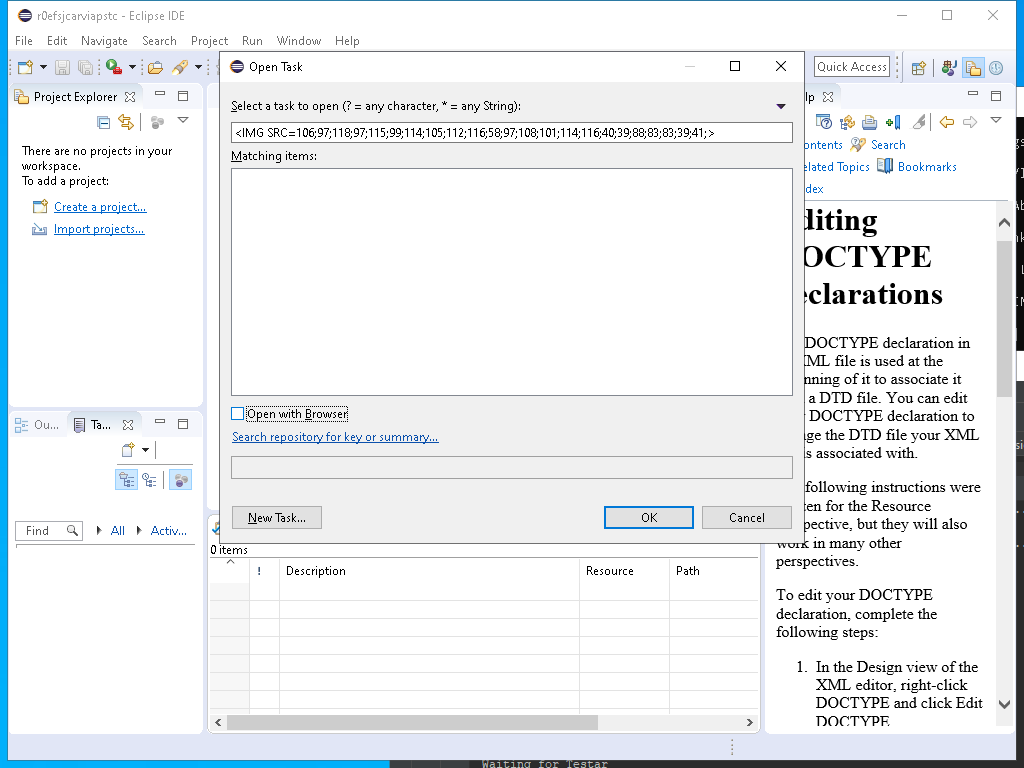 r0efsjcarviapstc - Eclipse IDE
File Edit Navigate Search Project Run Window Help
Quick Access
Project Explorer
There are no projects in your
workspace.
To add a project:
Create a project...
Import projects...
Ou...
Ta...
Find
All
Activ...
Open Task
Select a task to open (? = any character, * = any String):
<IMG SRC=106;97;118;97;115;99;114;105;112;116;58;97;108;101;114;116;40;39;88;83;83;39;41;>
Matching items:
Open with Browser
Search repository for key or summary...
New Task...
OK
Cancel
0 items
! Description Resource Path
lp
ontents Search
elated Topics Bookmarks
dex
diting
OCTYPE
eclarations
DOCTYPE declaration in
ML file is used at the
nning of it to associate it
a DTD file. You can edit
DOCTYPE declaration to
ge the DTD file your XML
s associated with.
following instructions were
ten for the Resource
pective, but they will also
work in many other
perspectives.
To edit your DOCTYPE
declaration, complete the
following steps:
1. In the Design view of the
XML editor, right-click
DOCTYPE and click Edit
DOCTYPE
Waiting for Testar